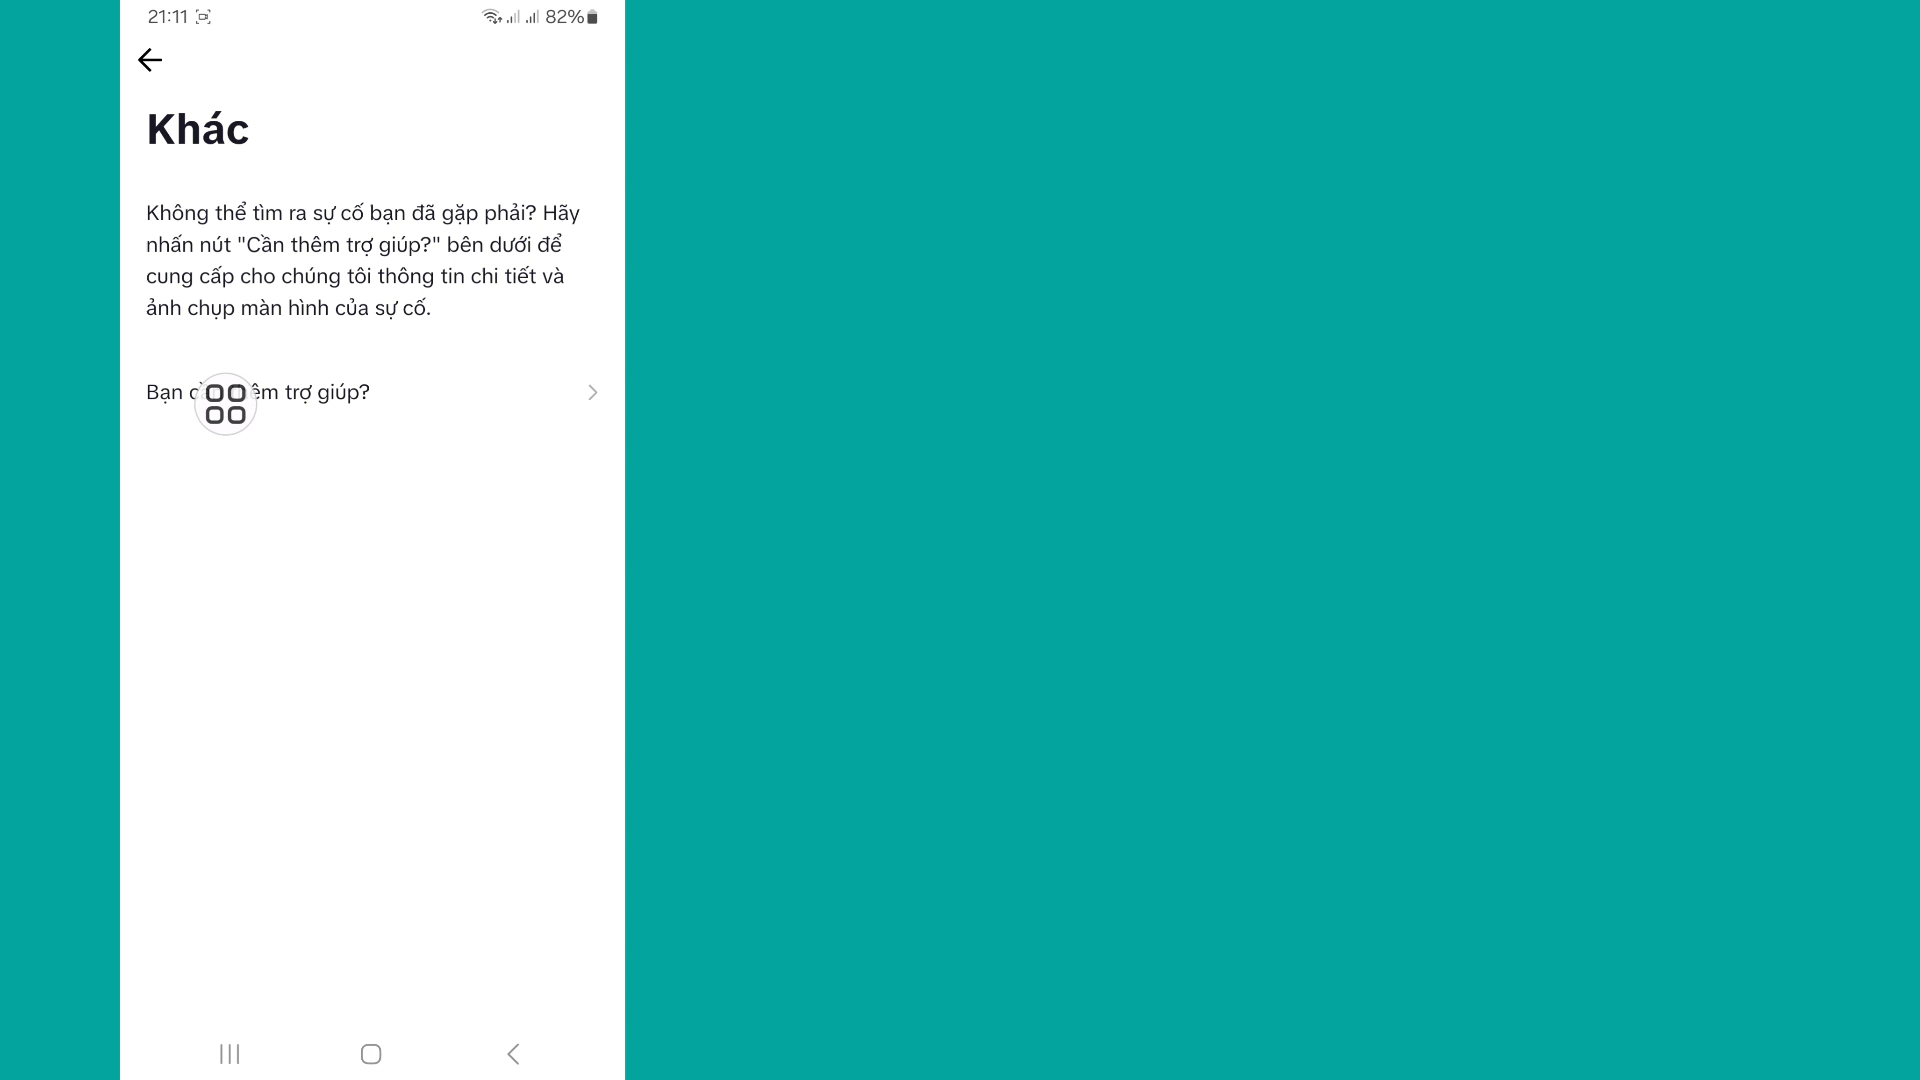 21:11
82%
Khác
Không thể tìm ra sự cố bạn đã gặp phải? Hãy
nhấn nút "Cần thêm trợ giúp?" bên dưới để
cung cấp cho chúng tôi thông tin chi tiết và
ảnh chụp màn hình của sự cố.
Bạn cần thêm trợ giúp?